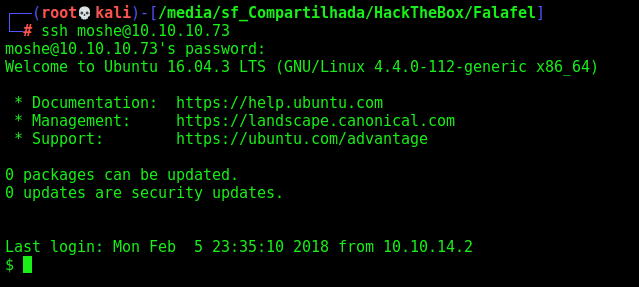 ┌──(root💀kali)-[/media/sf_Compartilhada/HackTheBox/Falafel]
└─# ssh moshe@10.10.10.73
moshe@10.10.10.73's password:
Welcome to Ubuntu 16.04.3 LTS (GNU/Linux 4.4.0-112-generic x86_64)
* Documentation:  https://help.ubuntu.com
* Management:     https://landscape.canonical.com
* Support:        https://ubuntu.com/advantage
0 packages can be updated.
0 updates are security updates.
Last login: Mon Feb  5 23:35:10 2018 from 10.10.14.2
$